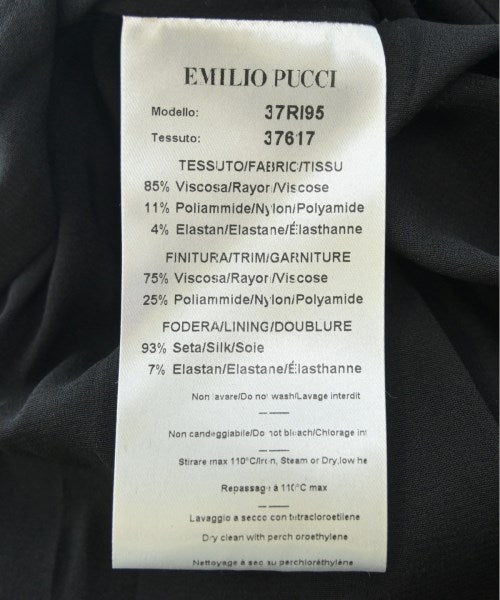 EMILIO PUCCI
Modello: 37RI95
Tessuto: 37617
TESSUTO/FABRIC/TISSU
85% Viscosa/Rayon/Viscose
11% Poliammide/Nylon/Polyamide
4% Elastan/Elastane/Élasthanne
FINITURA/TRIM/GARNITURE
75% Viscosa/Rayon/Viscose
25% Poliammide/Nylon/Polyamide
FODERA/LINING/DOUBLURE
93% Seta/Silk/Soie
7% Elastan/Elastane/Élasthanne
Non lavare/Do not wash/Lavage interdit
Non candeggiabile/Do not bleach/Chlorage int
Stirare max 110°C/Iron, Steam or Dry,low he
Repassage à 110°C max
Lavaggio a secco con tetracloroetilene
Dry clean with perchloroethylene
Nettoyage à sec au perchloréthylène